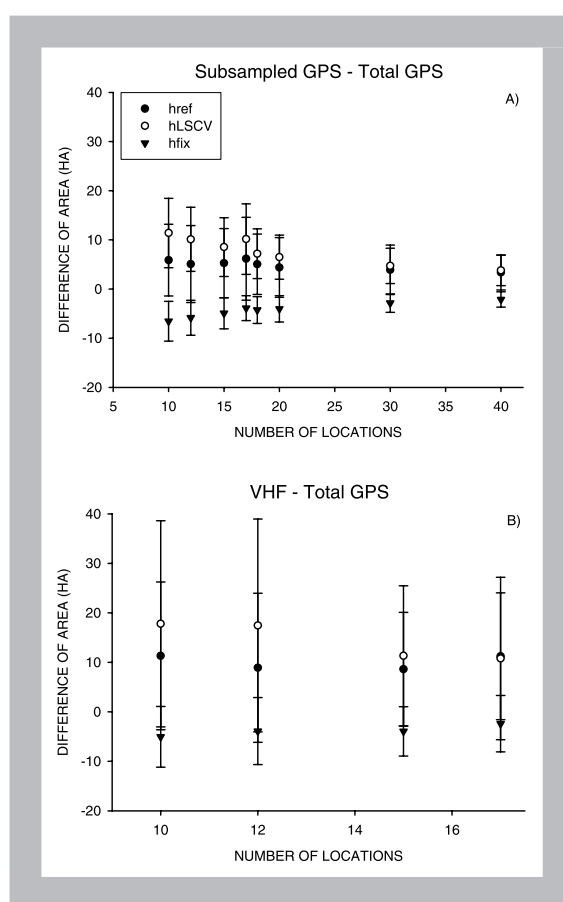 Subsampled GPS - Total GPS
A)
href
hLSCV
hfix
DIFFERENCE OF AREA (HA)
40
30
20
10
0
-10
-20
5 10 15 20 25 30 35 40
NUMBER OF LOCATIONS
VHF - Total GPS
B)
DIFFERENCE OF AREA (HA)
40
30
20
10
0
-10
-20
10 12 14 16
NUMBER OF LOCATIONS